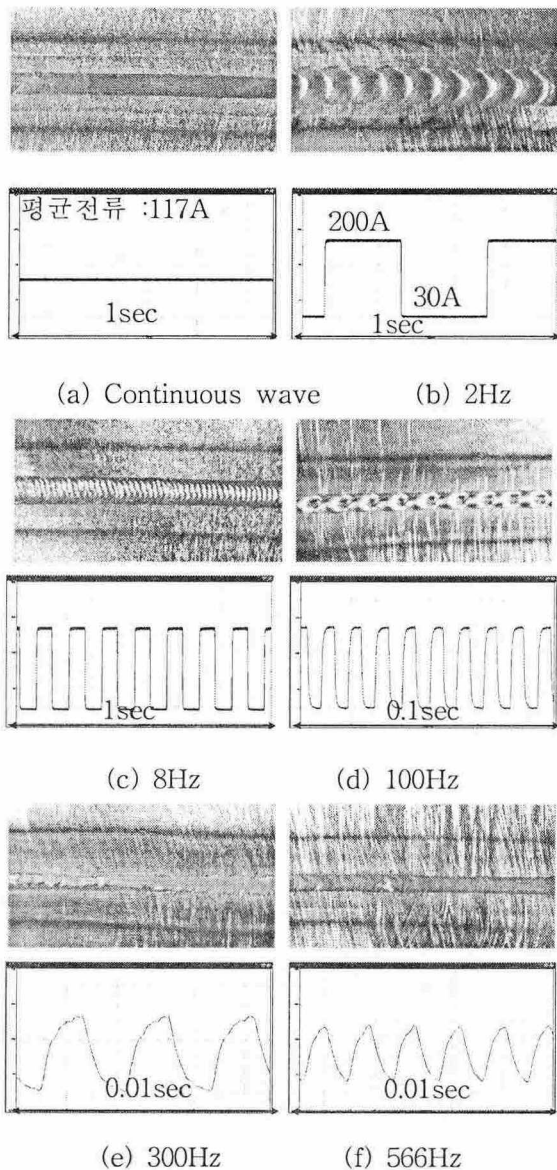 평균전류 :117A
1sec
200A
30A
1sec
(a) Continuous wave
(b) 2Hz
1sec
0.1sec
(c) 8Hz
(d) 100Hz
0.01sec
0.01sec
(e) 300Hz
(f) 566Hz